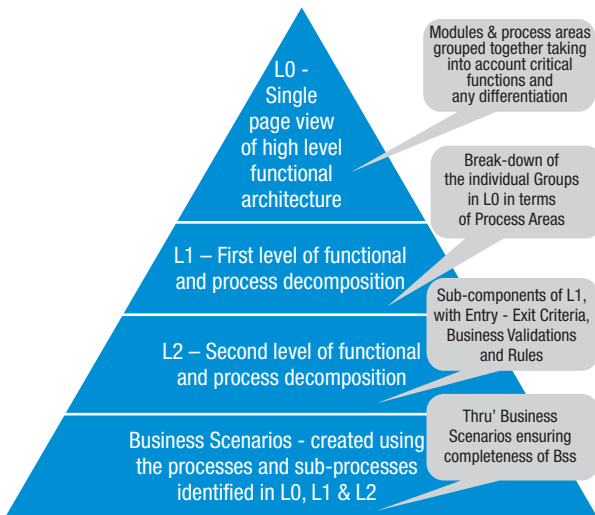 L0 -
Single
page view
of high level
functional
architecture
Modules & process areas
grouped together taking
into account critical
functions and
any differentiation
L1 – First level of functional
and process decomposition
Break-down of
the individual Groups
in L0 in terms
of Process Areas
L2 – Second level of functional
and process decomposition
Sub-components of L1,
with Entry - Exit Criteria,
Business Validations
and Rules
Business Scenarios - created using
the processes and sub-processes
identified in L0, L1 & L2
Thru’ Business
Scenarios ensuring
completeness of Bss